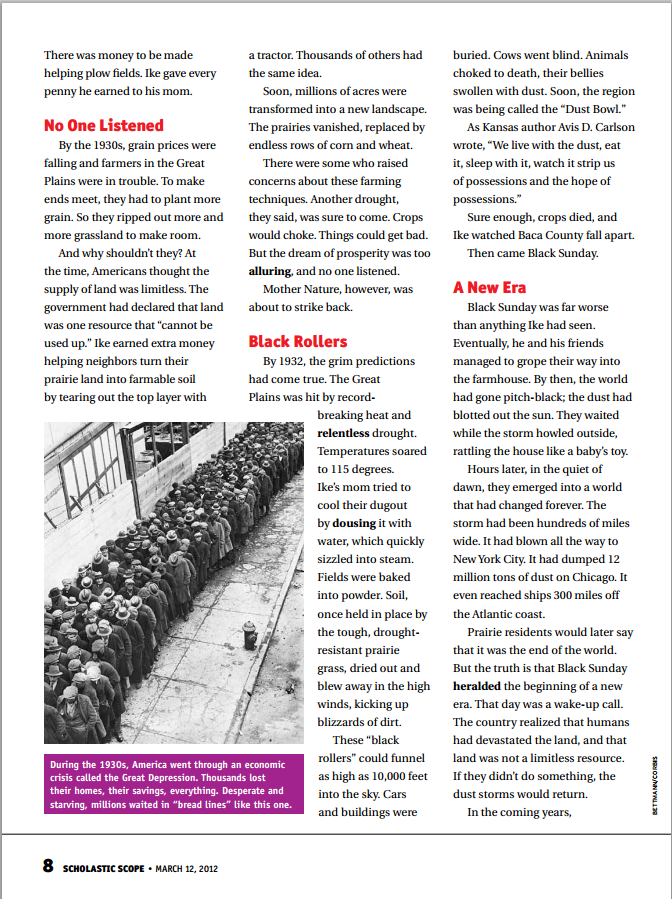 There was money to be made
helping plow fields. Ike gave every
penny he earned to his mom.
No One Listened
By the 1930s, grain prices were
falling and farmers in the Great
Plains were in trouble. To make
ends meet, they had to plant more
grain. So they ripped out more and
more grassland to make room.
And why shouldn't they? At
the time, Americans thought the
supply of land was limitless. The
government had declared that land
was one resource that "cannot be
used up." Ike earned extra money
helping neighbors turn their
prairie land into farmable soil
by tearing out the top layer with
a tractor. Thousands of others had
the same idea.
Soon, millions of acres were
transformed into a new landscape.
The prairies vanished, replaced by
endless rows of corn and wheat.
There were some who raised
concerns about these farming
techniques. Another drought,
they said, was sure to come. Crops
would choke. Things could get bad.
But the dream of prosperity was too
alluring, and no one listened.
Mother Nature, however, was
about to strike back.
Black Rollers
By 1932, the grim predictions
had come true. The Great
Plains was hit by record-
breaking heat and
relentless drought.
Temperatures soared
to 115 degrees.
Ike's mom tried to
cool their dugout
by dousing it with
water, which quickly
sizzled into steam.
Fields were baked
into powder. Soil,
once held in place by
the tough, drought-
resistant prairie
grass, dried out and
blew away in the high
winds, kicking up
blizzards of dirt.
These "black
rollers" could funnel
as high as 10,000 feet
into the sky. Cars
and buildings were
buried. Cows went blind. Animals
choked to death, their bellies
swollen with dust. Soon, the region
was being called the "Dust Bowl."
As Kansas author Avis D. Carlson
wrote, "We live with the dust, eat
it, sleep with it, watch it strip us
of possessions and the hope of
possessions."
Sure enough, crops died, and
Ike watched Baca County fall apart.
Then came Black Sunday.
A New Era
Black Sunday was far worse
than anything Ike had seen.
Eventually, he and his friends
managed to grope their way into
the farmhouse. By then, the world
had gone pitch-black; the dust had
blotted out the sun. They waited
while the storm howled outside,
rattling the house like a baby's toy.
Hours later, in the quiet of
dawn, they emerged into a world
that had changed forever. The
storm had been hundreds of miles
wide. It had blown all the way to
New York City. It had dumped 12
million tons of dust on Chicago. It
even reached ships 300 miles off
the Atlantic coast.
Prairie residents would later say
that it was the end of the world.
But the truth is that Black Sunday
heralded the beginning of a new
era. That day was a wake-up call.
The country realized that humans
had devastated the land, and that
land was not a limitless resource.
If they didn't do something, the
dust storms would return.
In the coming years,
During the 1930s, America went through an economic
crisis called the Great Depression. Thousands lost
their homes, their savings, everything. Desperate and
starving, millions waited in "bread lines" like this one.
BETTMANN/CORBIS
8 SCHOLASTIC SCOPE • MARCH 12, 2012